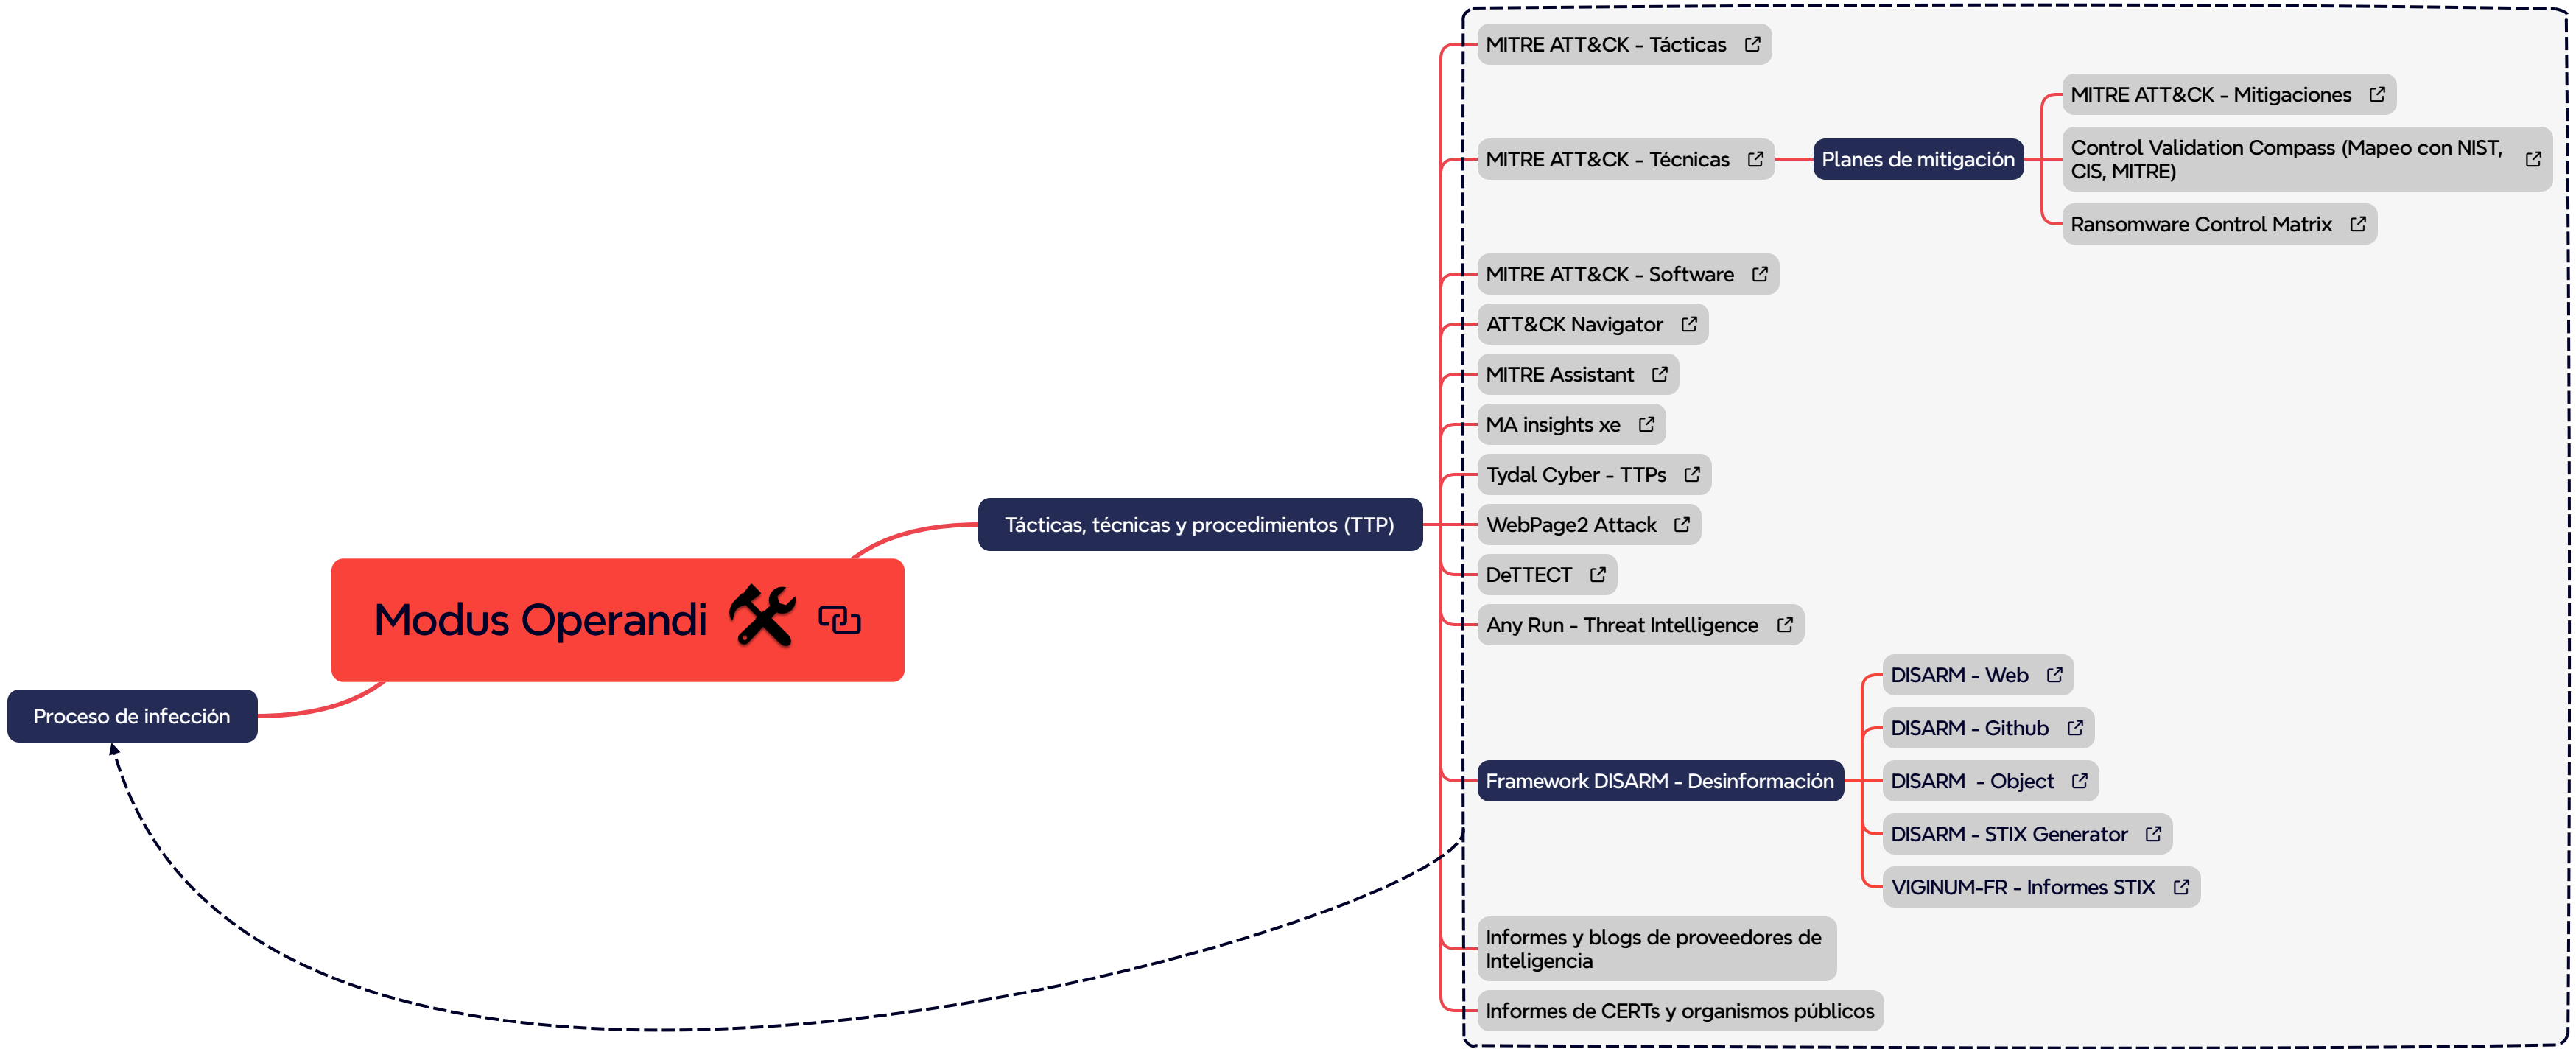 MITRE ATT&CK - Tácticas
MITRE ATT&CK - Mitigaciones
MITRE ATT&CK - Técnicas
Planes de mitigación
Control Validation Compass (Mapeo con NIST,
CIS, MITRE)
Ransomware Control Matrix
MITRE ATT&CK - Software
ATT&CK Navigator
MITRE Assistant
MA insights xe
Tydal Cyber - TTPs
Tácticas, técnicas y procedimientos (TTP)
WebPage2 Attack
DeTTECT
Modus Operandi
Any Run - Threat Intelligence
DISARM - Web
Proceso de infección
DISARM - Github
Framework DISARM - Desinformación
DISARM  - Object
DISARM - STIX Generator
VIGINUM-FR - Informes STIX
Informes y blogs de proveedores de
Inteligencia
Informes de CERTs y organismos públicos